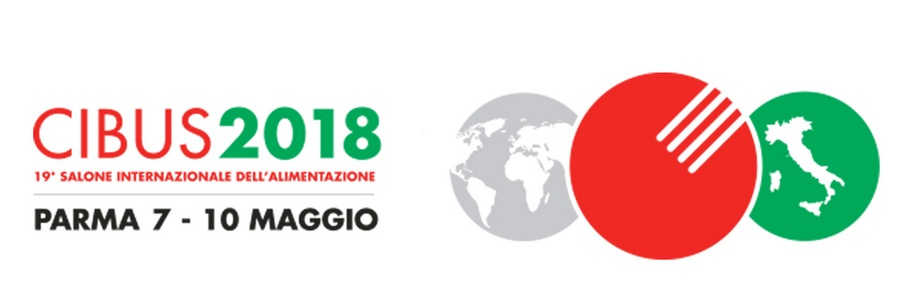 CIBUS2018
19° SALONE INTERNAZIONALE DELL'ALIMENTAZIONE
PARMA 7 - 10 MAGGIO